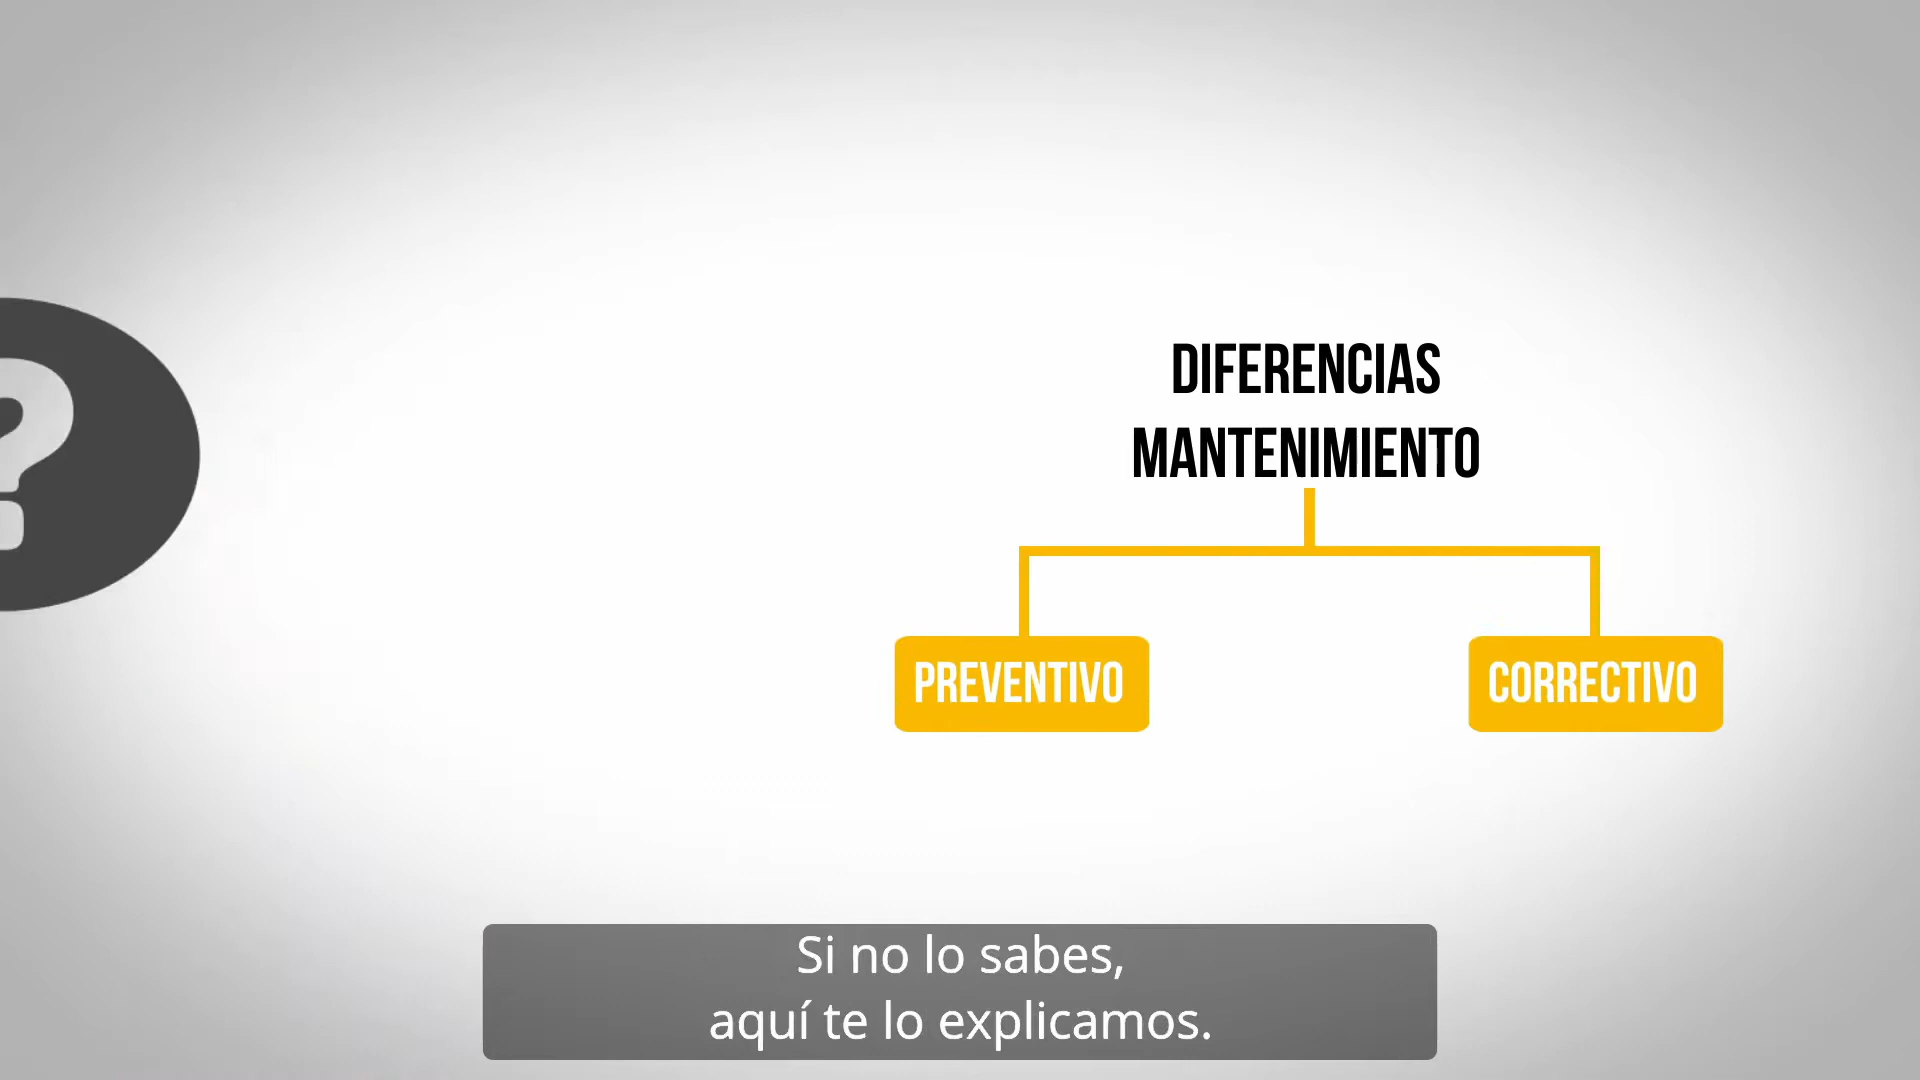 ?
DIFERENCIAS
MANTENIMIENTO
PREVENTIVO
CORRECTIVO
Si no lo sabes,
aquí te lo explicamos.